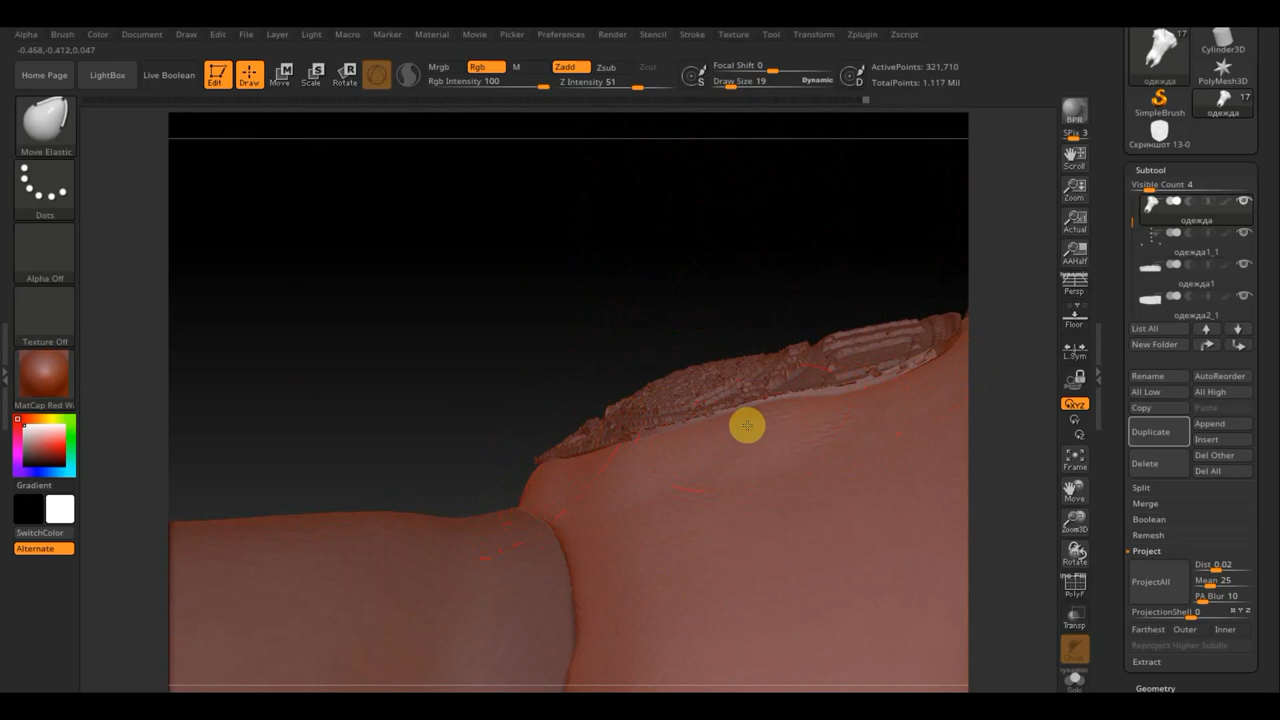 Alpha Brush Color Document Draw Edit File Layer Light Macro Marker Material Movie Picker Preferences Render Stencil Stroke Texture Tool Transform Zplugin Zscript
-0.468,-0.412,0.047
Home Page LightBox Live Boolean Edit Draw Move Scale Rotate
Mrgb Rgb M Zadd Zsub Zcut
Rgb Intensity 100 Z Intensity 51
Focal Shift 0
Draw Size 19 Dynamic
ActivePoints: 321,710
TotalPoints: 1.117 Mil
Move Elastic
Dots
Alpha Off
Texture Off
MatCap Red W
Gradient
SwitchColor
Alternate
BPR
SPix 3
Scroll
Zoom
Actual
AAHalf
Dynamic
Persp
Floor
L.Sym
XYZ
Frame
Move
Zoom3D
Rotate
PolyF
Transp
Dynamic
Solo
17
одежда
Cylinder3D
PolyMesh3D
SimpleBrush
17
одежда
Скриншот 13-0
Subtool
Visible Count 4
одежда
одежда1_1
одежда1
одежда2_1
List All
New Folder
Rename AutoReorder
All Low All High
Copy Paste
Duplicate Append
Insert
Delete Del Other
Del All
Split
Merge
Boolean
Remesh
Project
ProjectAll
Dist 0.02
Mean 25
PA Blur 10
ProjectionShell 0 X Y Z
Farthest Outer Inner
Reproject Higher Subdiv
Extract
Geometry